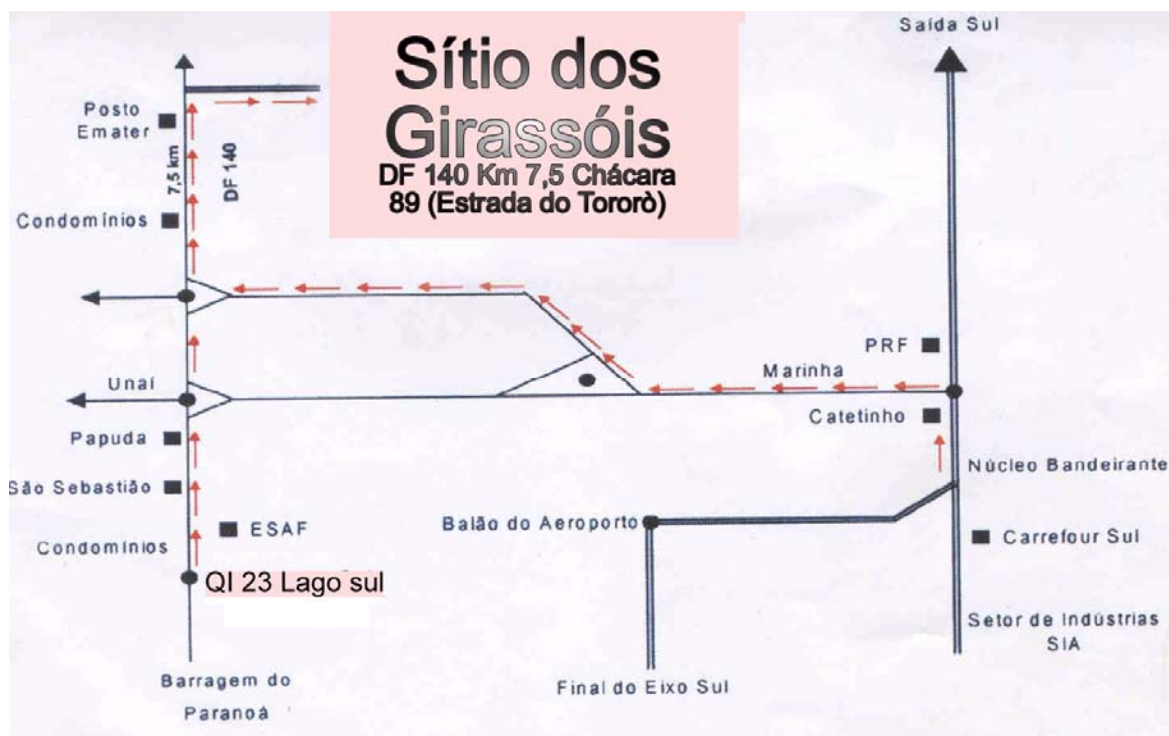 Saída Sul
Sítio dos
Girassóis
DF 140 Km 7,5 Chácara
89 (Estrada do Tororò)
Posto
Emater
7,5 km
DF 140
Condomínios
PRF
Marinha
Unaí
Catetinho
Papuda
Núcleo Bandeirante
São Sebastião
Balão do Aeroporto
ESAF
Carrefour Sul
Condomínios
QI 23 Lago sul
Setor de Indústrias
SIA
Barragem do
Paranoà
Final do Eixo Sul